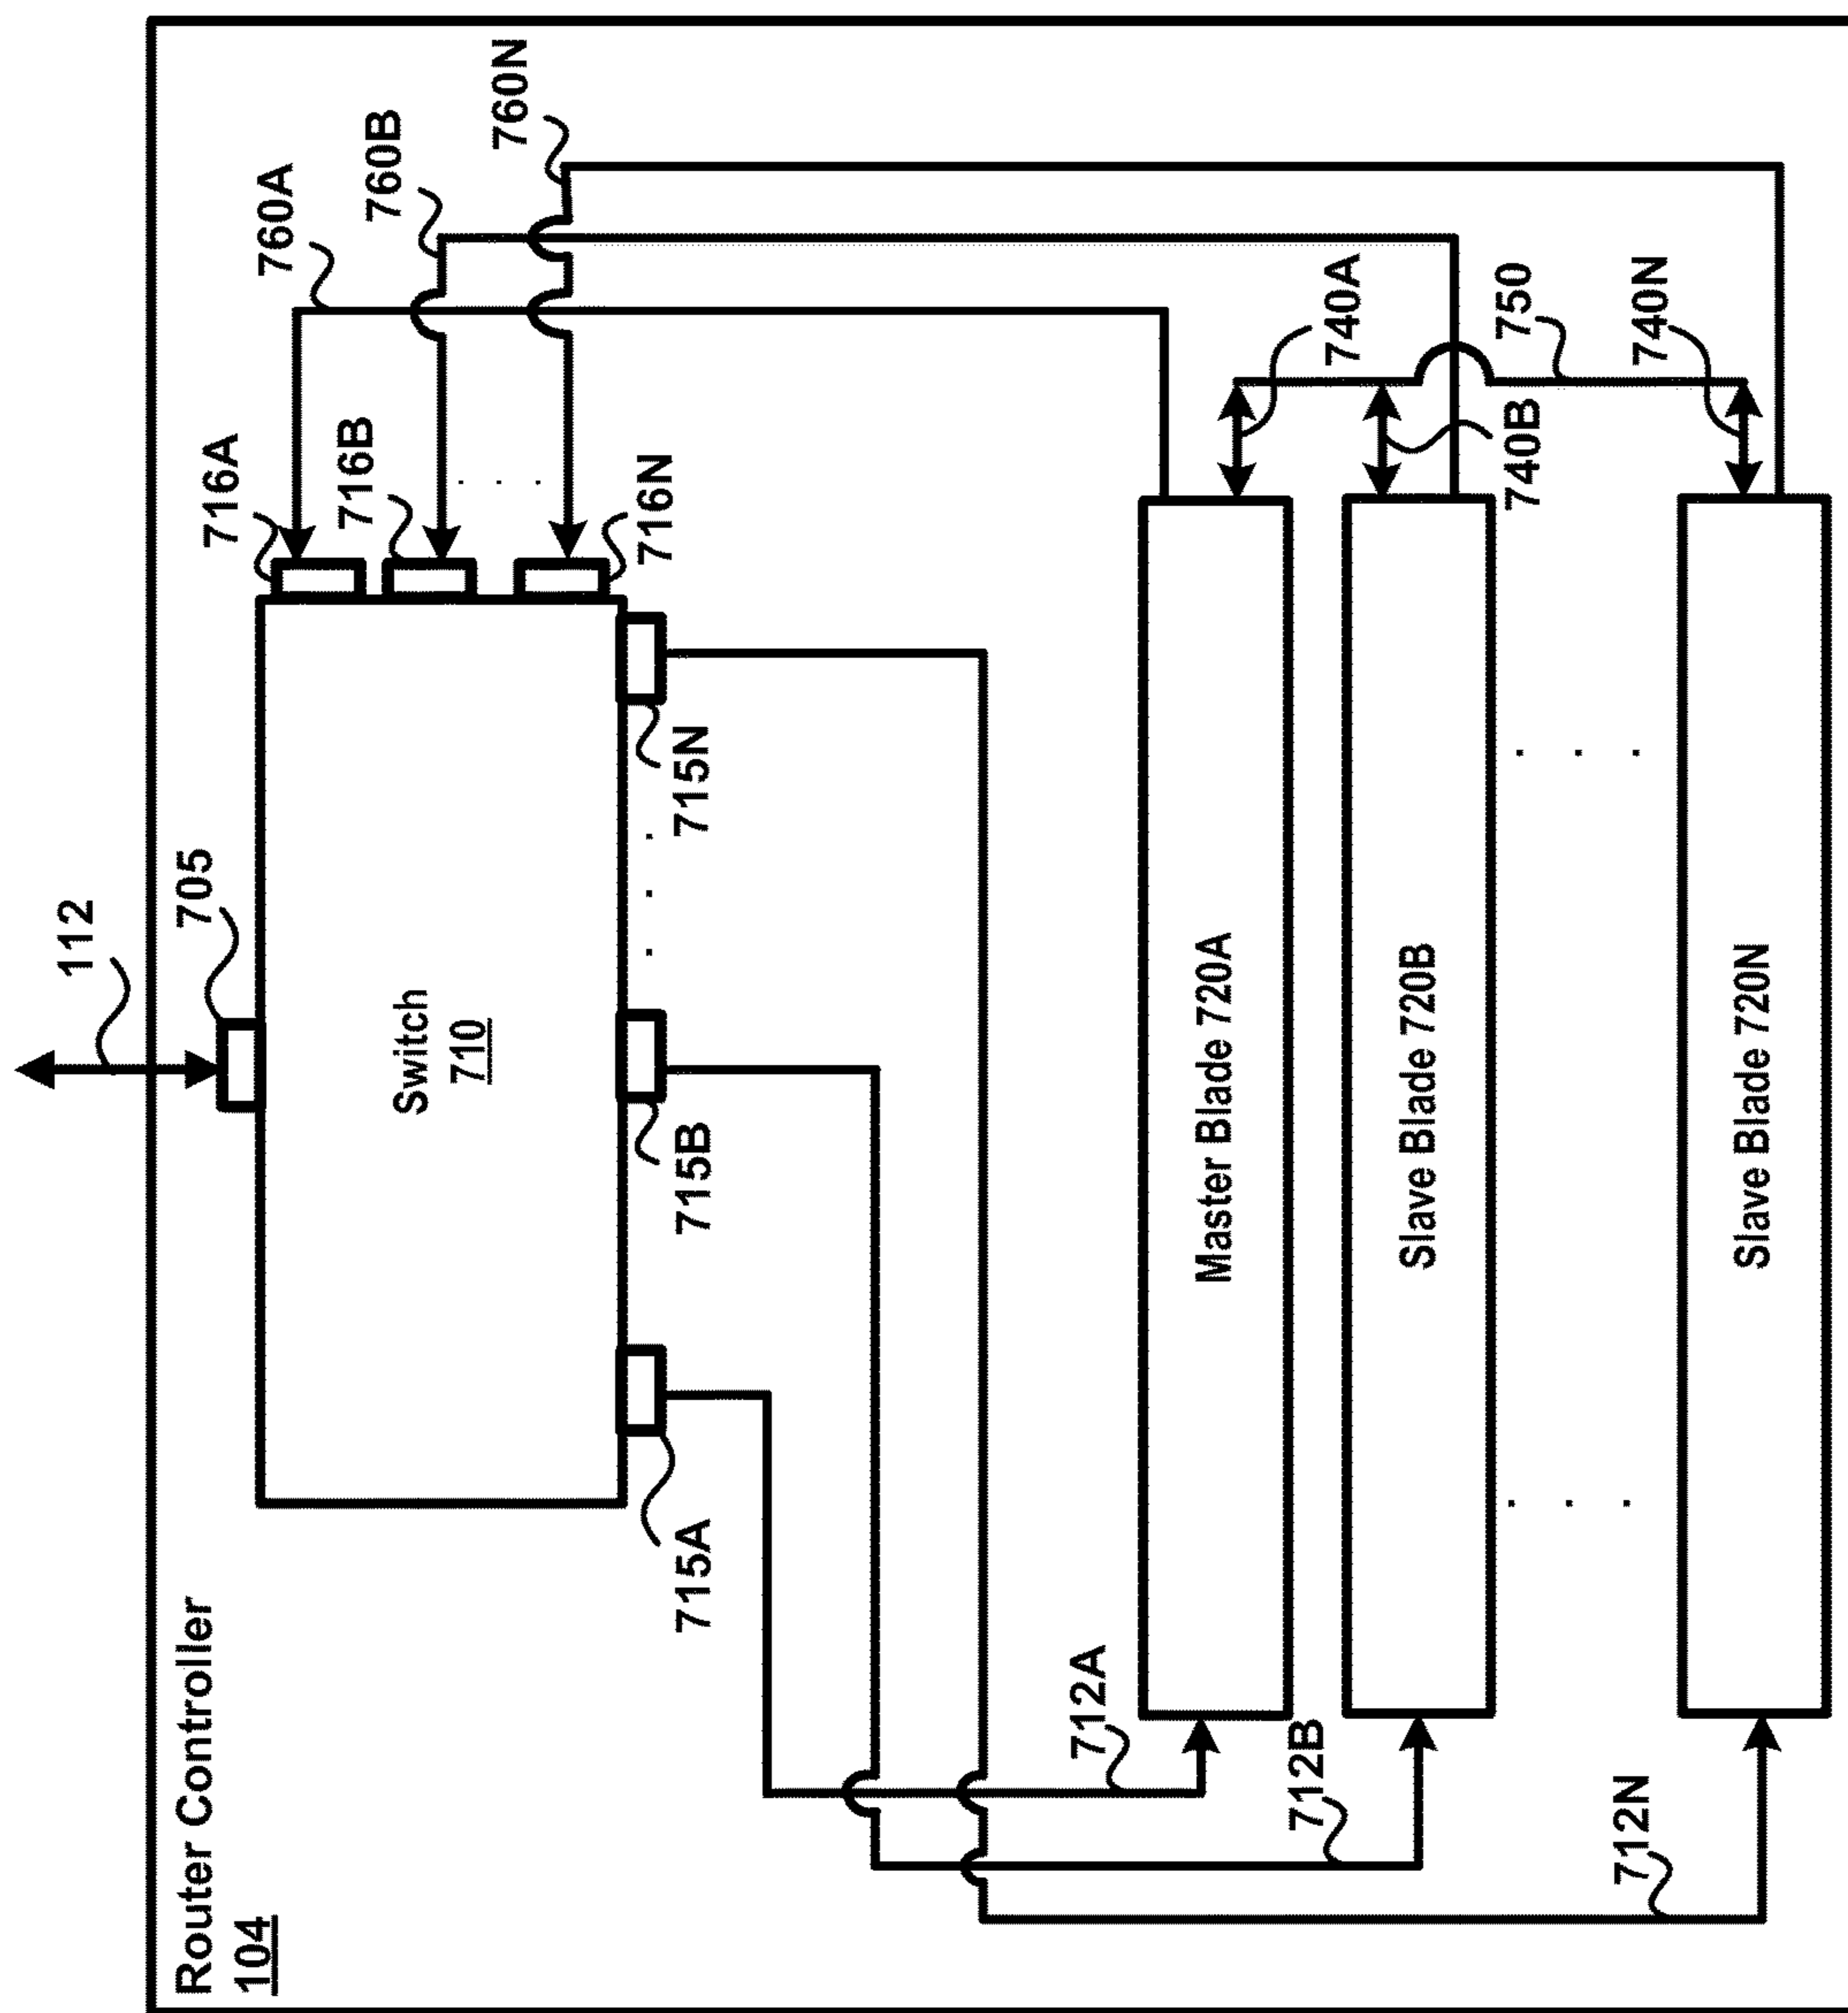 Router Controller
104
112
705
Switch
710
716A
716B
716N
760A
760B
760N
715A
715B
715N
712A
712B
712N
Master Blade 720A
Slave Blade 720B
Slave Blade 720N
740A
740B
750
740N